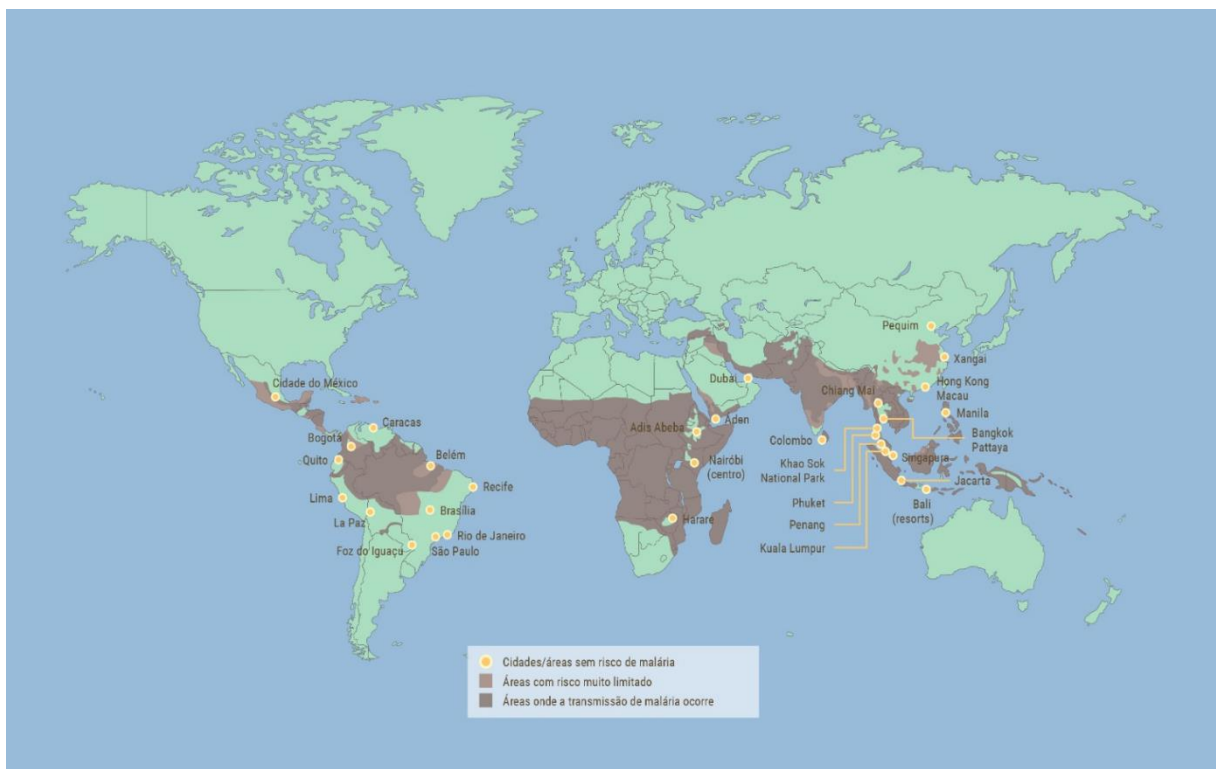 Cidade do México
Caracas
Bogotá
Quito
Belém
Lima
Recife
La Paz
Brasília
Foz do Iguaçu
São Paulo
Rio de Janeiro
Adis Abeba
Áden
Dubai
Nairóbi
(centro)
Harare
Pequim
Xangai
Hong Kong
Macau
Chiang Mai
Manila
Colombo
Bangkok
Pattaya
Khao Sok
National Park
Singapura
Jacarta
Phuket
Bali
(resorts)
Penang
Kuala Lumpur
Cidades/áreas sem risco de malária
Áreas com risco muito limitado
Áreas onde a transmissão de malária ocorre